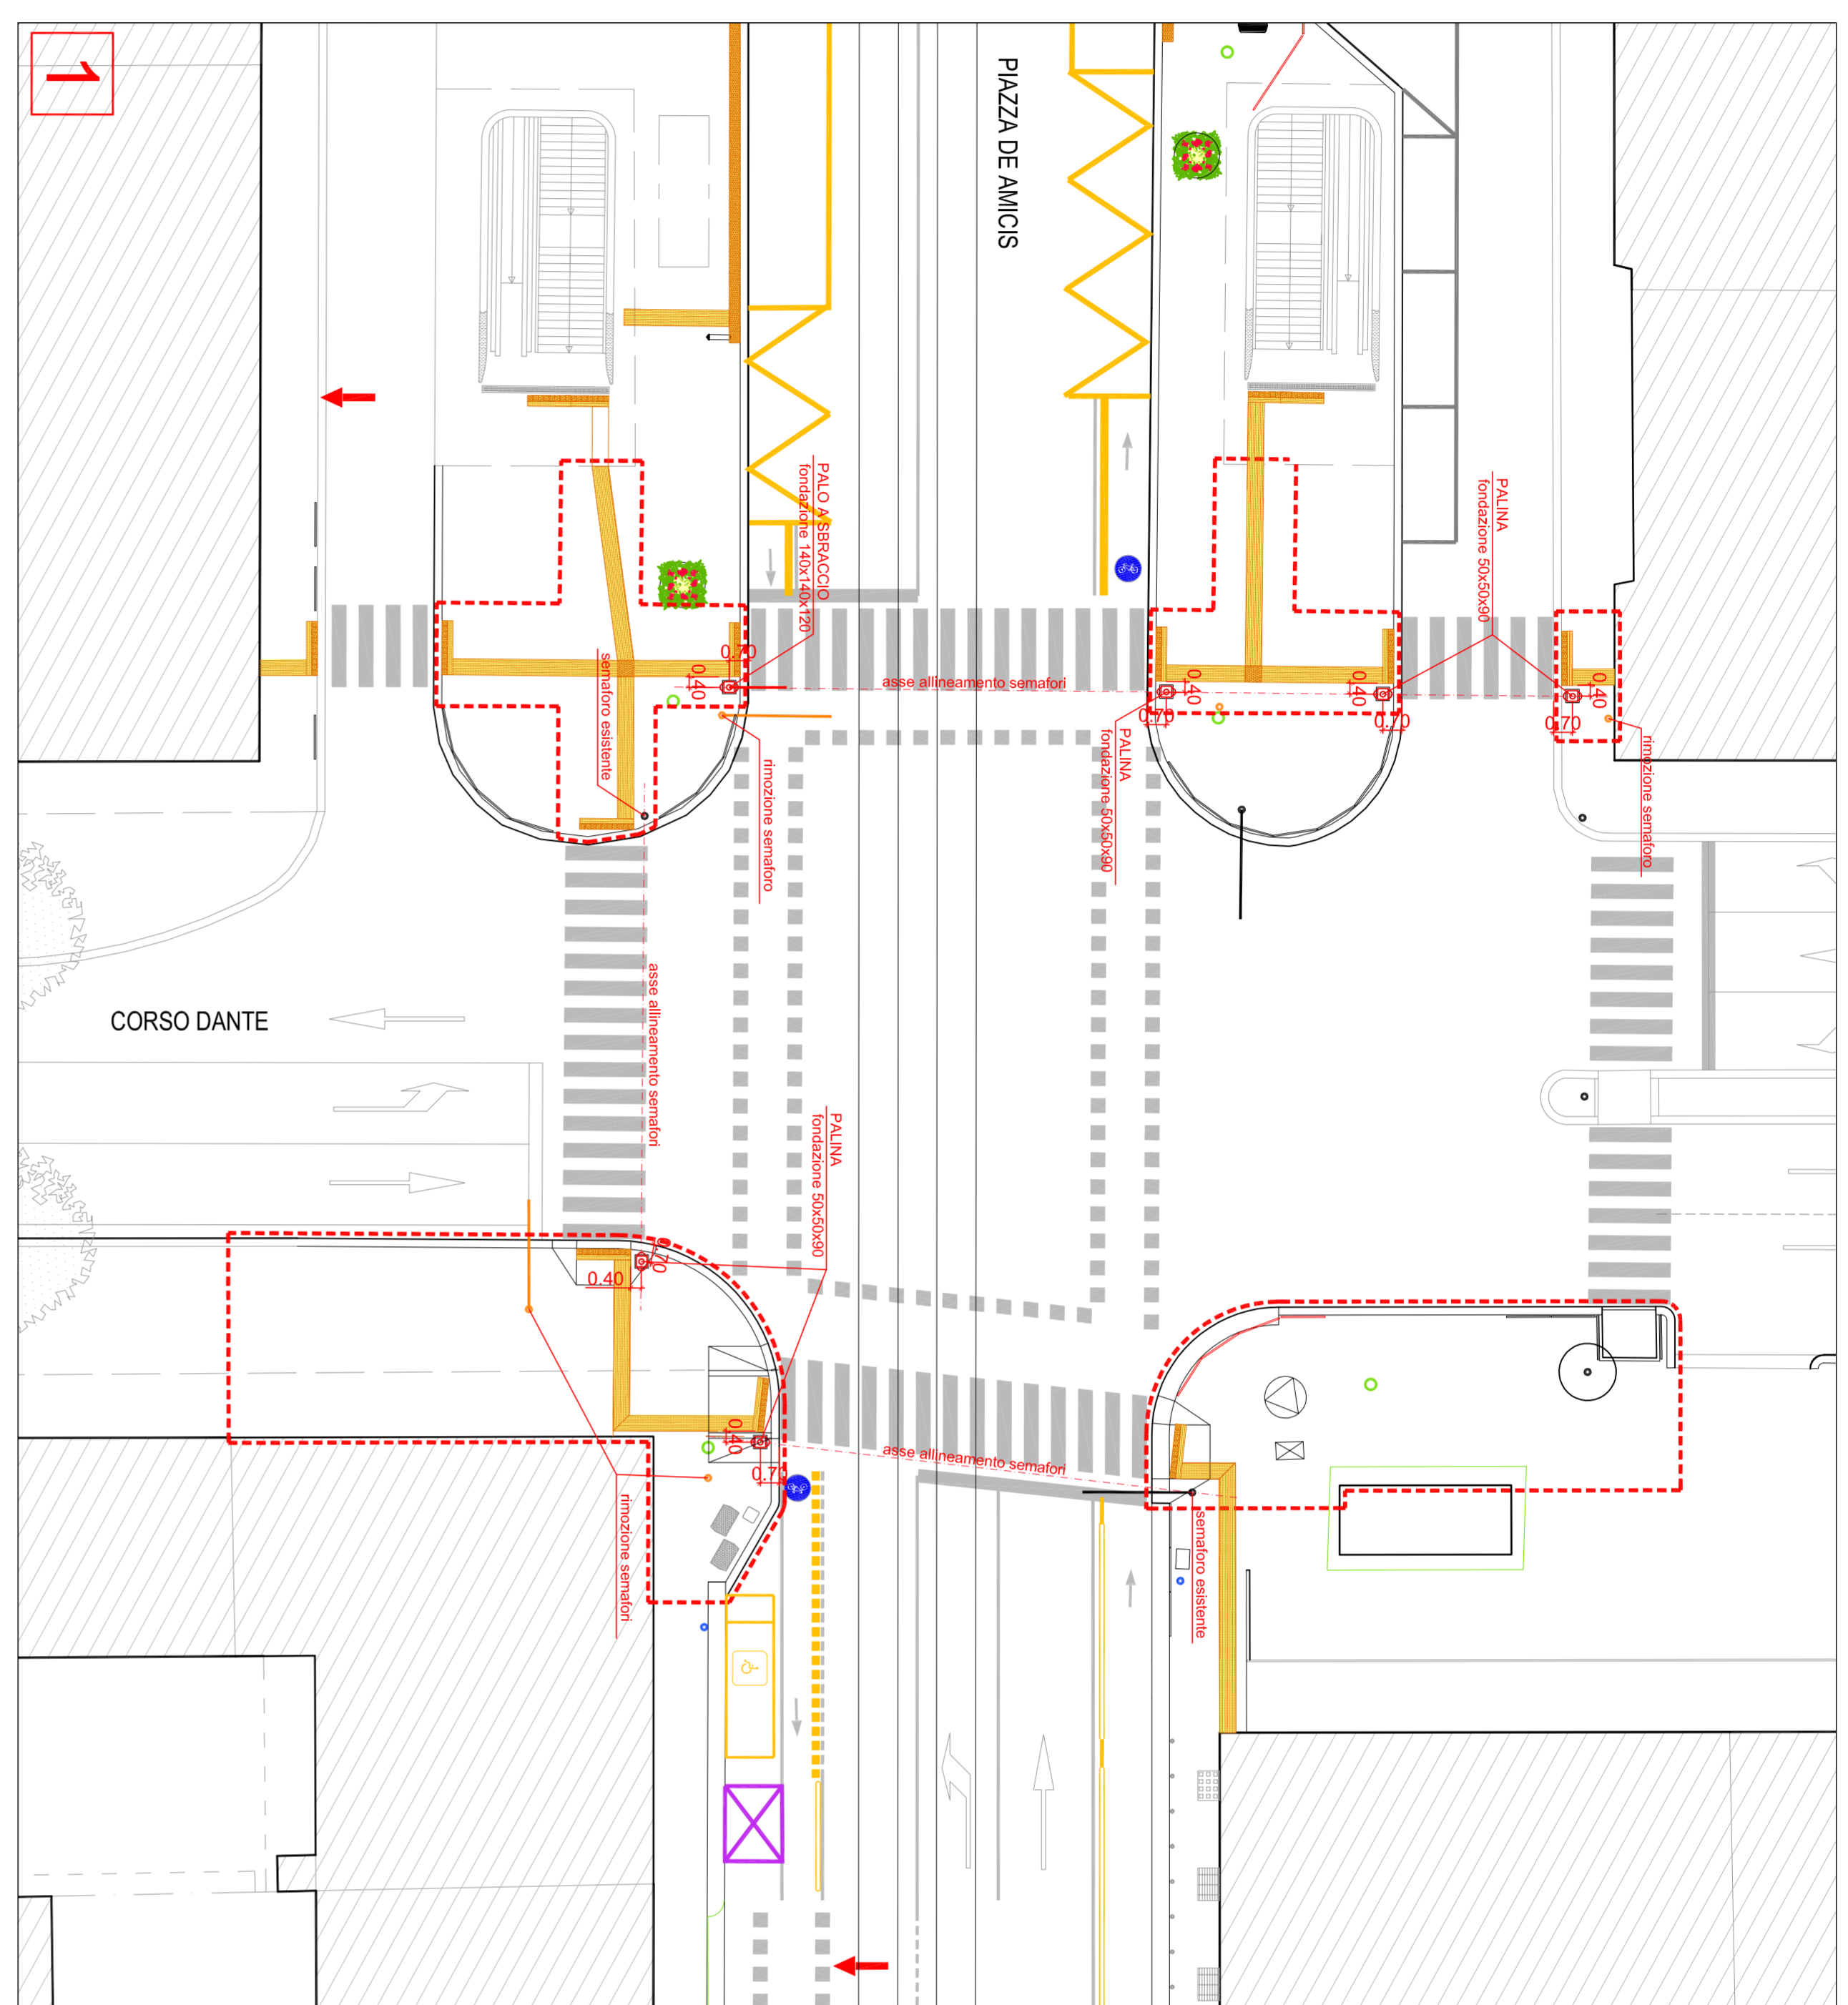 1
PIAZZA DE AMICIS
PALO A SBRACCIO
fondazione 140x140x120
PALINA
fondazione 50x50x90
0.70
0.40
asse allineamento semafori
0.40
0.70
0.40
0.70
0.40
0.70
semaforo esistente
rimozione semaforo
PALINA
fondazione 50x50x90
rimozione semaforo
asse allineamento semafori
CORSO DANTE
PALINA
fondazione 50x50x90
0.70
0.40
0.40
0.70
asse allineamento semafori
rimozione semafori
semaforo esistente